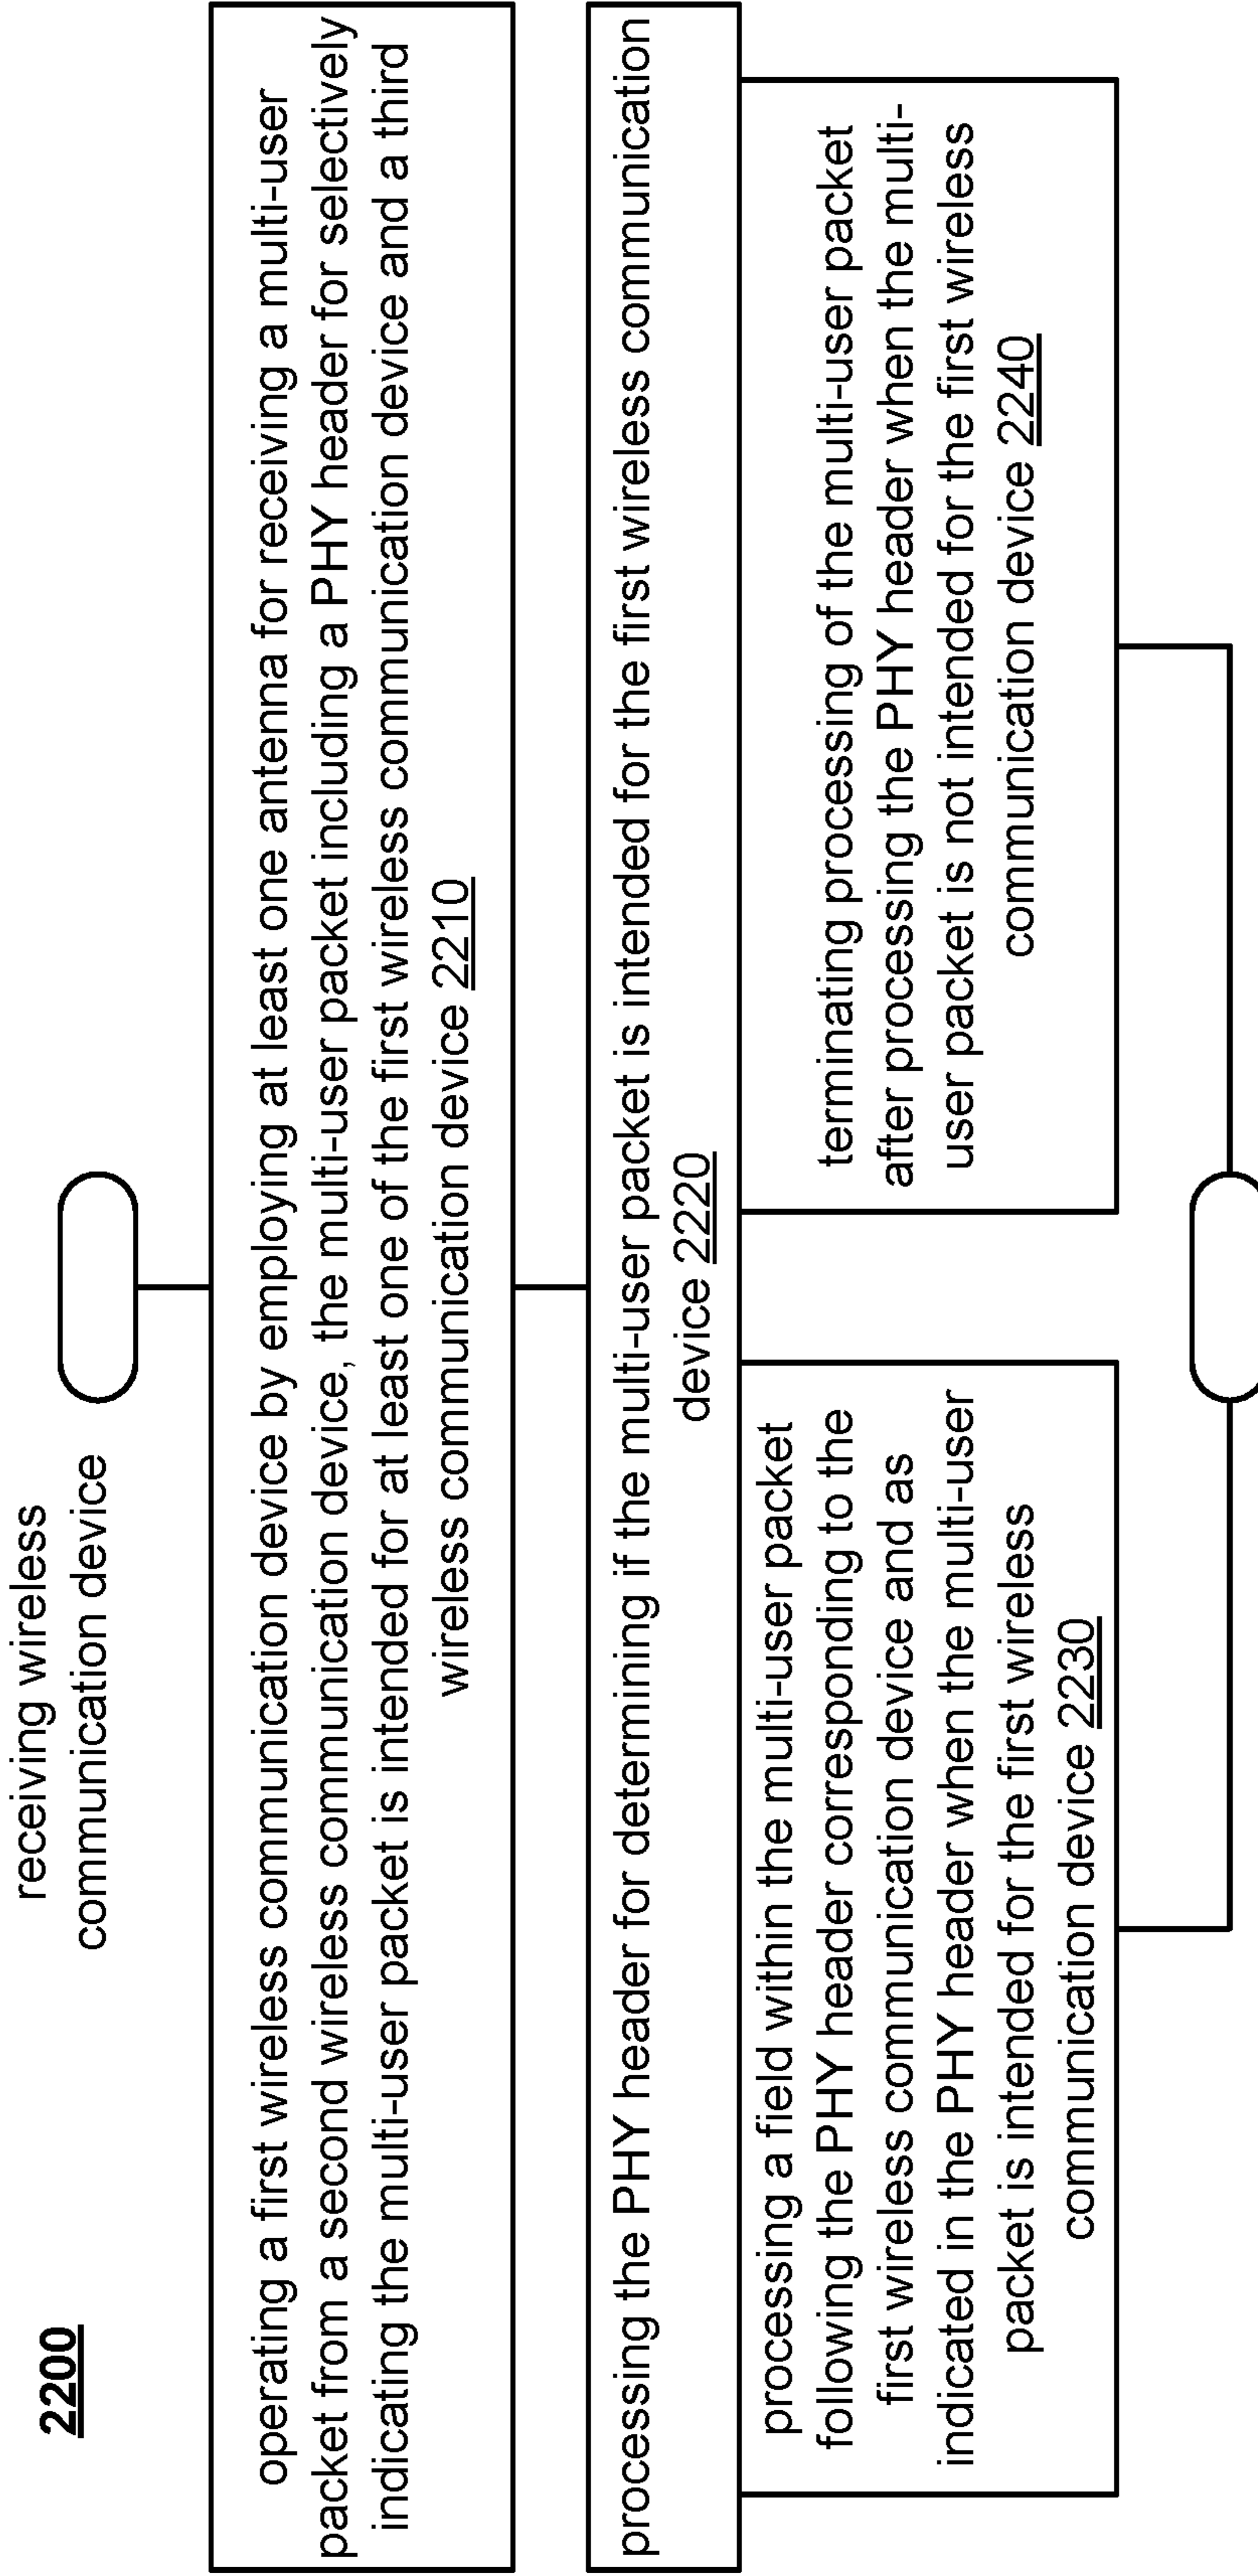 2200
receiving wireless
communication device
operating a first wireless communication device by employing at least one antenna for receiving a multi-user
packet from a second wireless communication device, the multi-user packet including a PHY header for selectively
indicating the multi-user packet is intended for at least one of the first wireless communication device and a third
wireless communication device 2210
processing the PHY header for determining if the multi-user packet is intended for the first wireless communication
device 2220
processing a field within the multi-user packet
following the PHY header corresponding to the
first wireless communication device and as
indicated in the PHY header when the multi-user
packet is intended for the first wireless
communication device 2230
terminating processing of the multi-user packet
after processing the PHY header when the multi-
user packet is not intended for the first wireless
communication device 2240